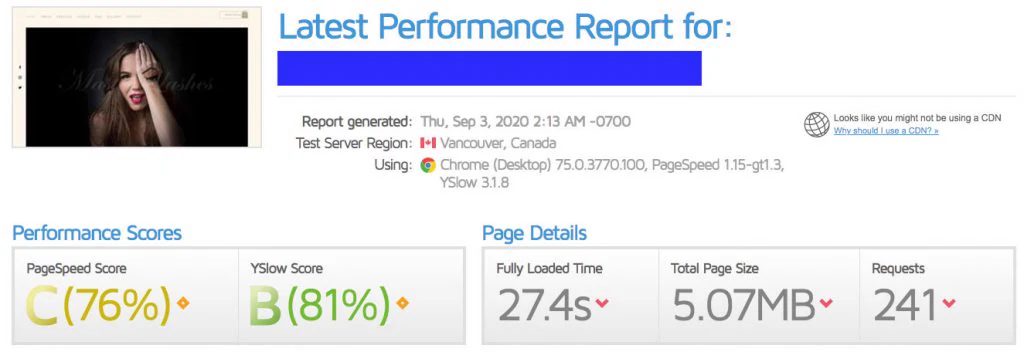 Latest Performance Report for:
Report generated: Thu, Sep 3, 2020 2:13 AM -0700
Test Server Region: Vancouver, Canada
Using: Chrome (Desktop) 75.0.3770.100, PageSpeed 1.15-gt1.3,
YSlow 3.1.8
Looks like you might not be using a CDN
Why should I use a CDN? »
Performance Scores
PageSpeed Score
C(76%)
YSlow Score
B(81%)
Page Details
Fully Loaded Time
27.4s
Total Page Size
5.07MB
Requests
241